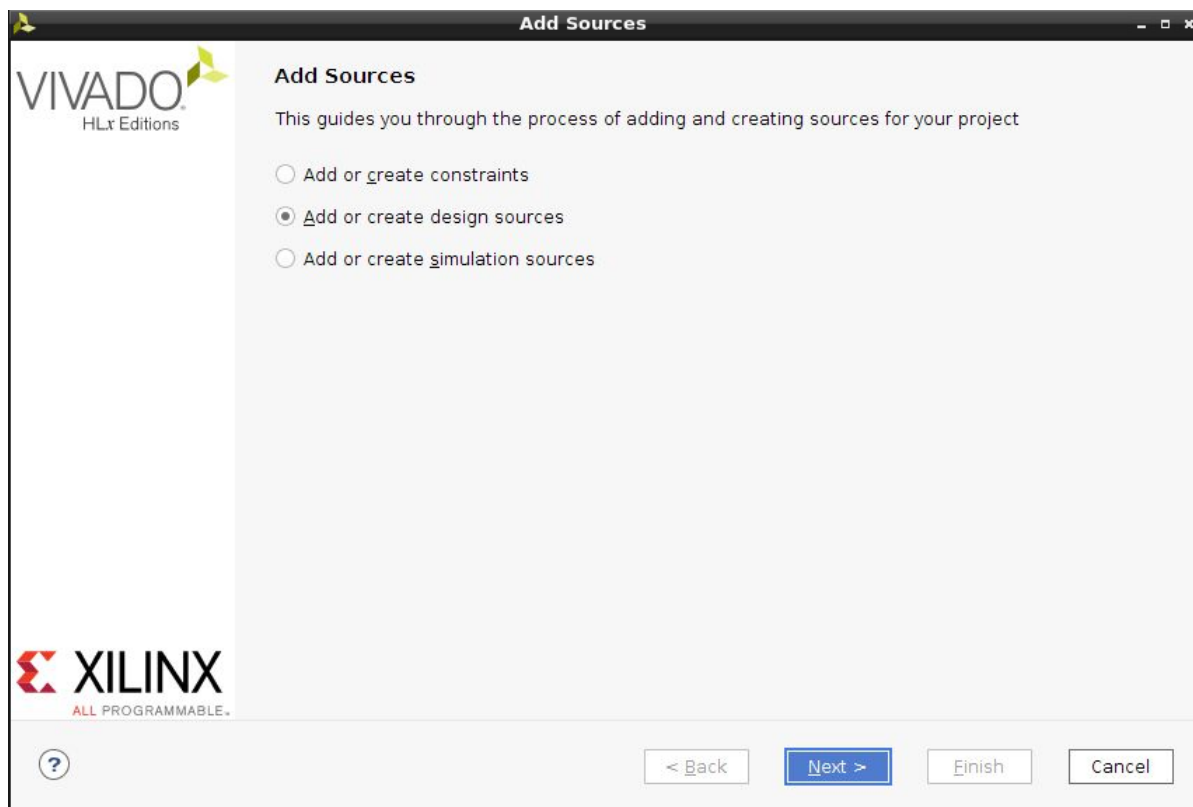 Add Sources
VIVADO
HLx Editions
Add Sources
This guides you through the process of adding and creating sources for your project
Add or create constraints
Add or create design sources
Add or create simulation sources
XILINX
ALL PROGRAMMABLE™
?
< Back
Next >
Finish
Cancel